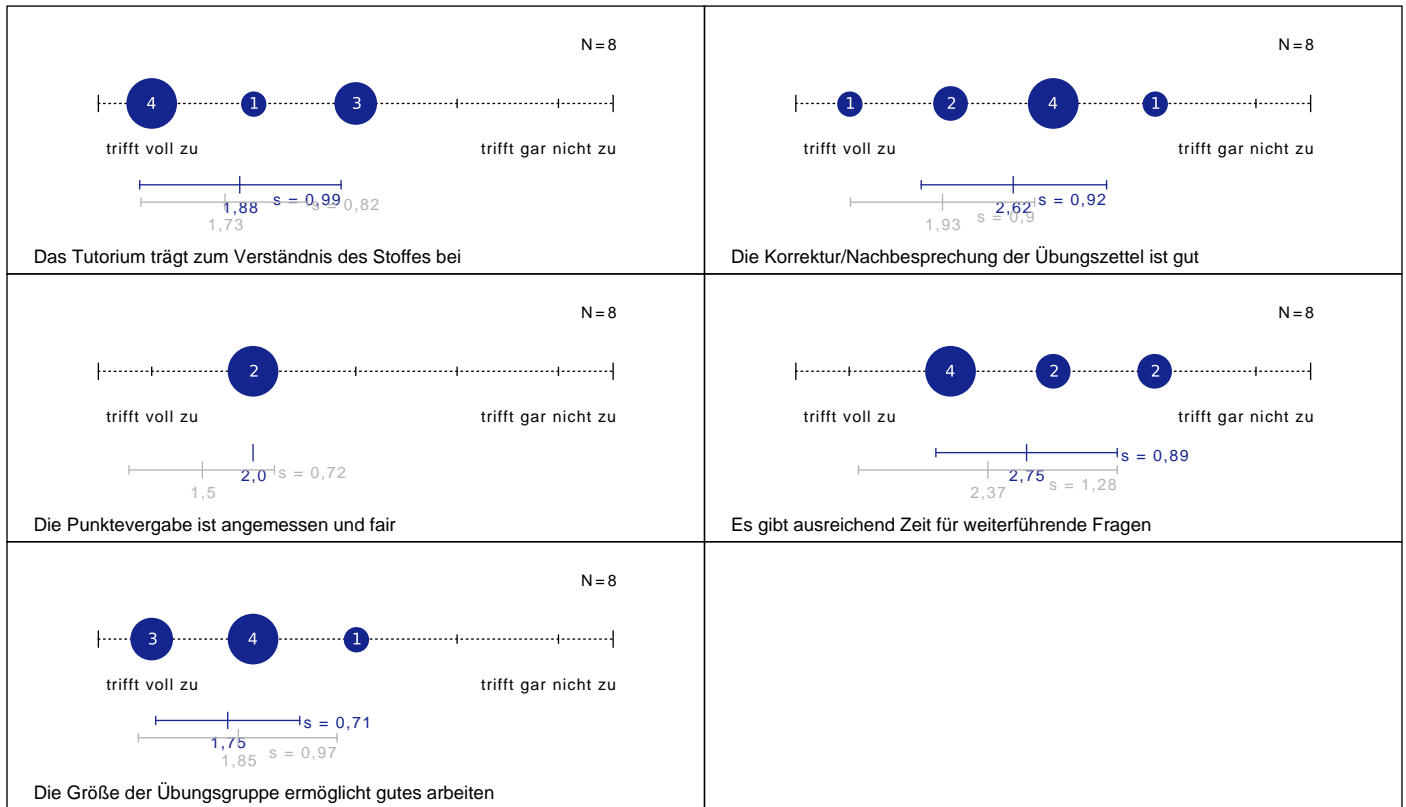 N=8
4 1 3
trifft voll zu trifft gar nicht zu
s = 0,99
1,88
s = 0,82
1,73
Das Tutorium trägt zum Verständnis des Stoffes bei
N=8
1 2 4 1
trifft voll zu trifft gar nicht zu
s = 0,92
2,62
s = 0,9
1,93
Die Korrektur/Nachbesprechung der Übungszettel ist gut
N=8
2
trifft voll zu trifft gar nicht zu
2,0
s = 0,72
1,5
Die Punktevergabe ist angemessen und fair
N=8
4 2 2
trifft voll zu trifft gar nicht zu
s = 0,89
2,75
s = 1,28
2,37
Es gibt ausreichend Zeit für weiterführende Fragen
N=8
3 4 1
trifft voll zu trifft gar nicht zu
s = 0,71
1,75
s = 0,97
1,85
Die Größe der Übungsgruppe ermöglicht gutes arbeiten